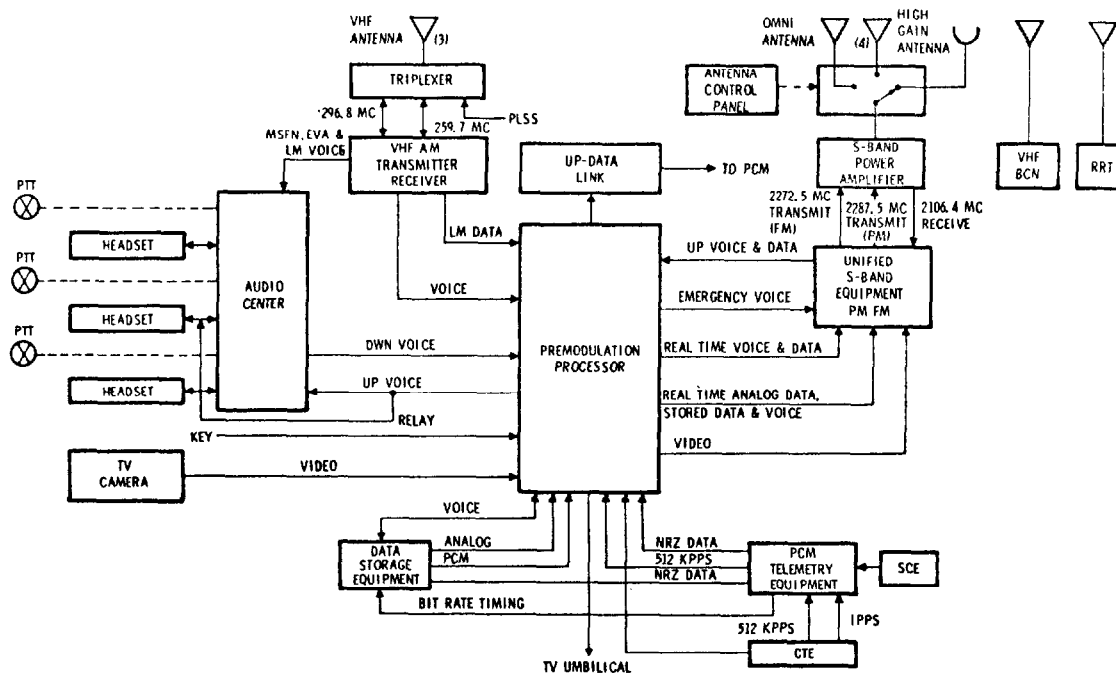 VHF
ANTENNA
(3)
OMNI
ANTENNA
(4)
HIGH
GAIN
ANTENNA
TRIPLEXER
ANTENNA
CONTROL
PANEL
296.8 MC
259.7 MC
PLSS
MSFN, EVA &
LM VOICE
VHF AM
TRANSMITTER
RECEIVER
UP-DATA
LINK
TO PCM
S-BAND
POWER
AMPLIFIER
VHF
BCN
RRT
PTT
HEADSET
PTT
HEADSET
PTT
HEADSET
AUDIO
CENTER
LM DATA
VOICE
DWN VOICE
UP VOICE
RELAY
KEY
TV
CAMERA
VIDEO
PREMODULATION
PROCESSOR
2272.5 MC
TRANSMIT
(FM)
2287.5 MC
TRANSMIT
(PM)
2106.4 MC
RECEIVE
UP VOICE & DATA
EMERGENCY VOICE
REAL TIME VOICE & DATA
REAL TIME ANALOG DATA,
STORED DATA & VOICE
VIDEO
UNIFIED
S-BAND
EQUIPMENT
PM FM
VOICE
ANALOG
PCM
DATA
STORAGE
EQUIPMENT
NRZ DATA
512 KPPS
NRZ DATA
BIT RATE TIMING
PCM
TELEMETRY
EQUIPMENT
SCE
512 KPPS
1PPS
CTE
TV UMBILICAL